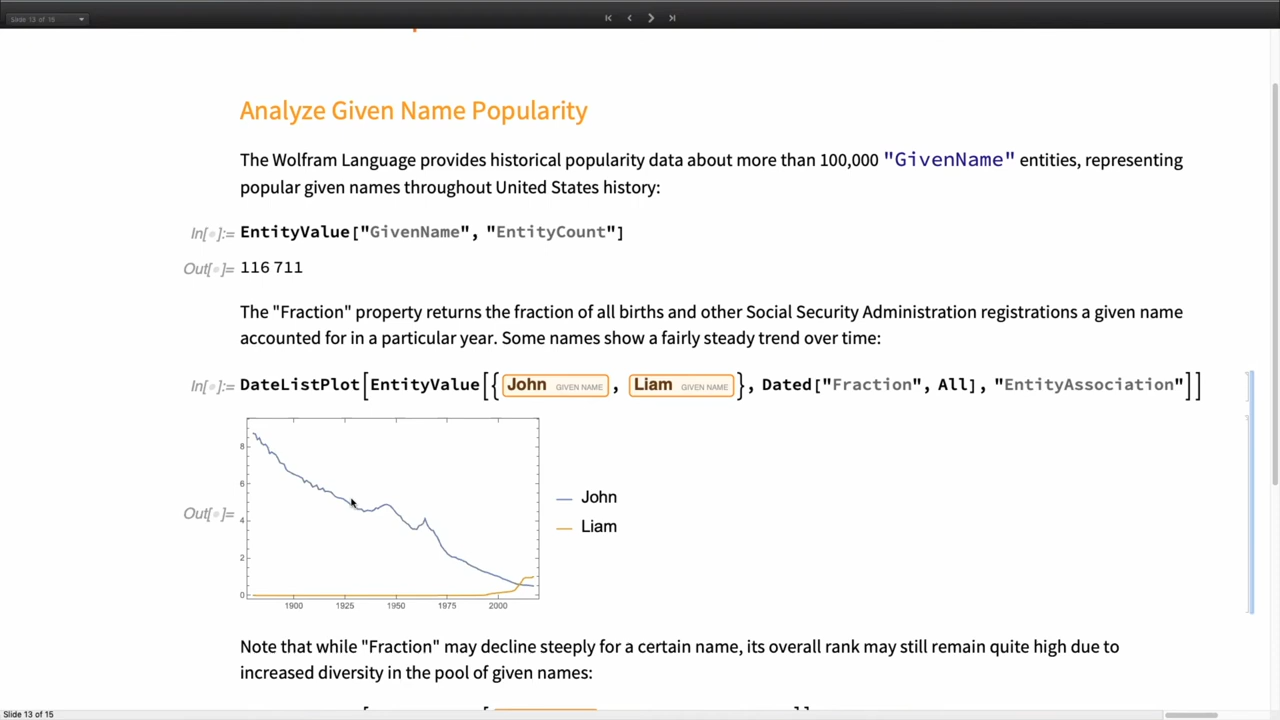 Slide 13 of 15
Analyze Given Name Popularity
The Wolfram Language provides historical popularity data about more than 100,000 "GivenName" entities, representing
popular given names throughout United States history:
In[ ]:= EntityValue["GivenName", "EntityCount"]
Out[ ]= 116 711
The "Fraction" property returns the fraction of all births and other Social Security Administration registrations a given name
accounted for in a particular year. Some names show a fairly steady trend over time:
In[ ]:= DateListPlot[EntityValue[{John GIVEN NAME, Liam GIVEN NAME}, Dated["Fraction", All], "EntityAssociation"]]
8
6
4
2
0
1900 1925 1950 1975 2000
Out[ ]=
John
Liam
Note that while "Fraction" may decline steeply for a certain name, its overall rank may still remain quite high due to
increased diversity in the pool of given names:
Slide 13 of 15